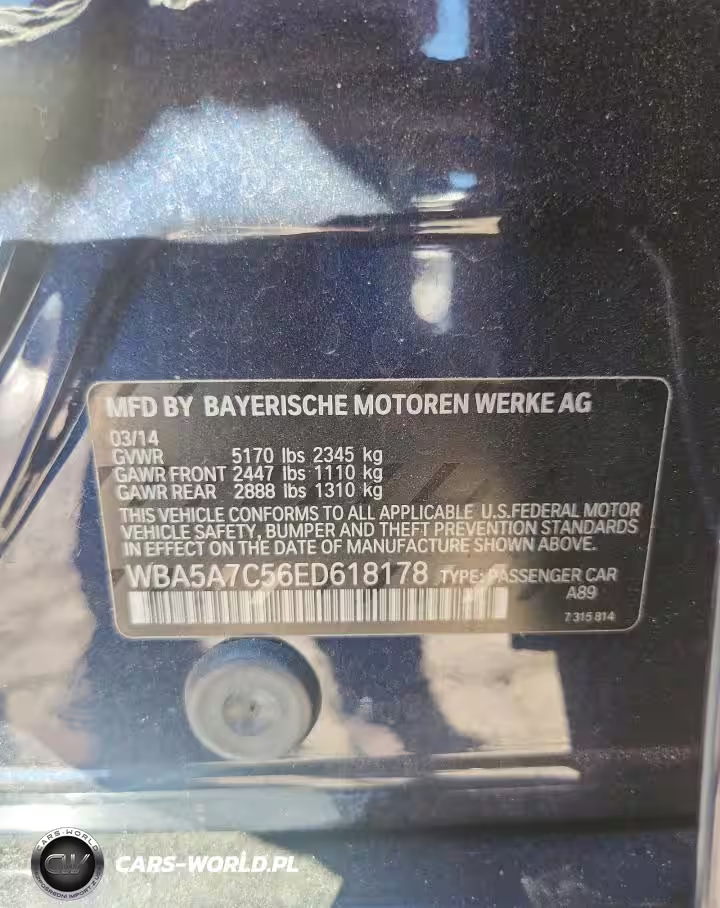 MFD BY BAYERISCHE MOTOREN WERKE AG
03/14
GVWR 5170 lbs 2345 kg
GAWR FRONT 2447 lbs 1110 kg
GAWR REAR 2888 lbs 1310 kg
THIS VEHICLE CONFORMS TO ALL APPLICABLE U.S.FEDERAL MOTOR
VEHICLE SAFETY, BUMPER AND THEFT PREVENTION STANDARDS
IN EFFECT ON THE DATE OF MANUFACTURE SHOWN ABOVE.
WBA5A7C56ED618178 TYPE: PASSENGER CAR
A89
7 315 814
CARS-WORLD
CW
CARS-WORLD.PL